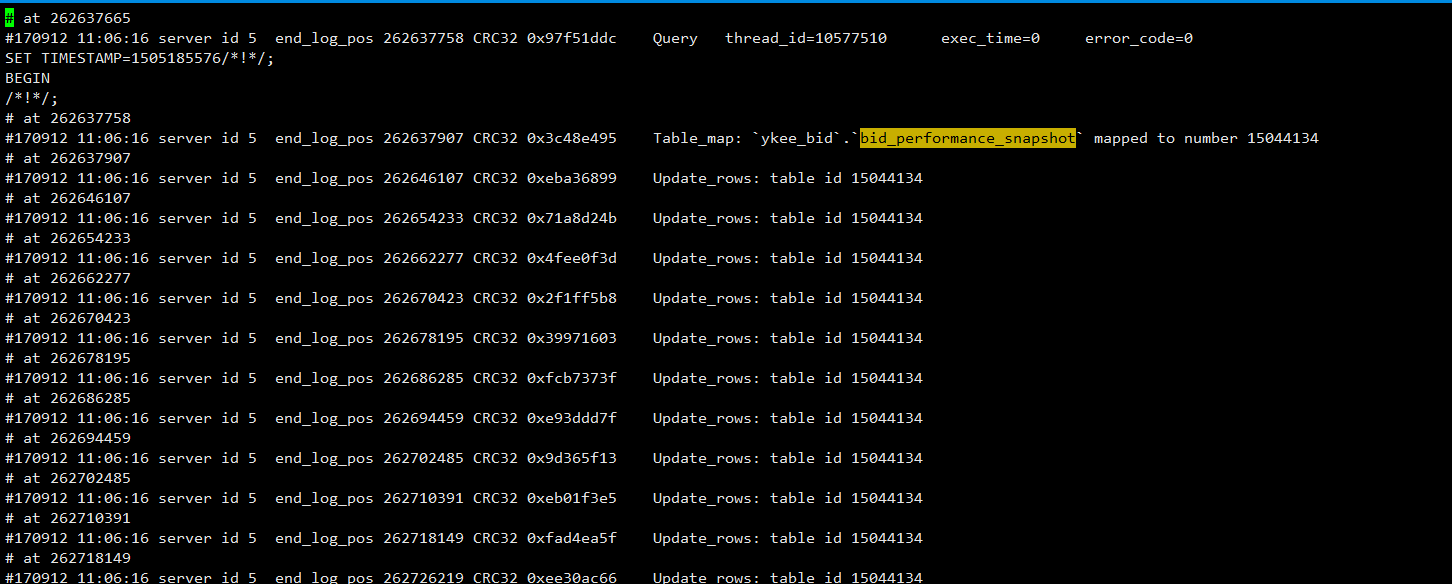 # at 262637665
#170912 11:06:16 server id 5  end_log_pos 262637758 CRC32 0x97f51ddc    Query   thread_id=10577510      exec_time=0     error_code=0
SET TIMESTAMP=1505185576/*!*/;
BEGIN
/*!*/;
# at 262637758
#170912 11:06:16 server id 5  end_log_pos 262637907 CRC32 0x3c48e495    Table_map: `ykee_bid`.`bid_performance_snapshot` mapped to number 15044134
# at 262637907
#170912 11:06:16 server id 5  end_log_pos 262646107 CRC32 0xeba36899    Update_rows: table id 15044134
# at 262646107
#170912 11:06:16 server id 5  end_log_pos 262654233 CRC32 0x71a8d24b    Update_rows: table id 15044134
# at 262654233
#170912 11:06:16 server id 5  end_log_pos 262662277 CRC32 0x4fee0f3d    Update_rows: table id 15044134
# at 262662277
#170912 11:06:16 server id 5  end_log_pos 262670423 CRC32 0x2f1ff5b8    Update_rows: table id 15044134
# at 262670423
#170912 11:06:16 server id 5  end_log_pos 262678195 CRC32 0x39971603    Update_rows: table id 15044134
# at 262678195
#170912 11:06:16 server id 5  end_log_pos 262686285 CRC32 0xfcb7373f    Update_rows: table id 15044134
# at 262686285
#170912 11:06:16 server id 5  end_log_pos 262694459 CRC32 0xe93ddd7f    Update_rows: table id 15044134
# at 262694459
#170912 11:06:16 server id 5  end_log_pos 262702485 CRC32 0x9d365f13    Update_rows: table id 15044134
# at 262702485
#170912 11:06:16 server id 5  end_log_pos 262710391 CRC32 0xeb01f3e5    Update_rows: table id 15044134
# at 262710391
#170912 11:06:16 server id 5  end_log_pos 262718149 CRC32 0xfad4ea5f    Update_rows: table id 15044134
# at 262718149
#170912 11:06:16 server id 5  end_log_pos 262726219 CRC32 0xee30ac66    Update_rows: table id 15044134